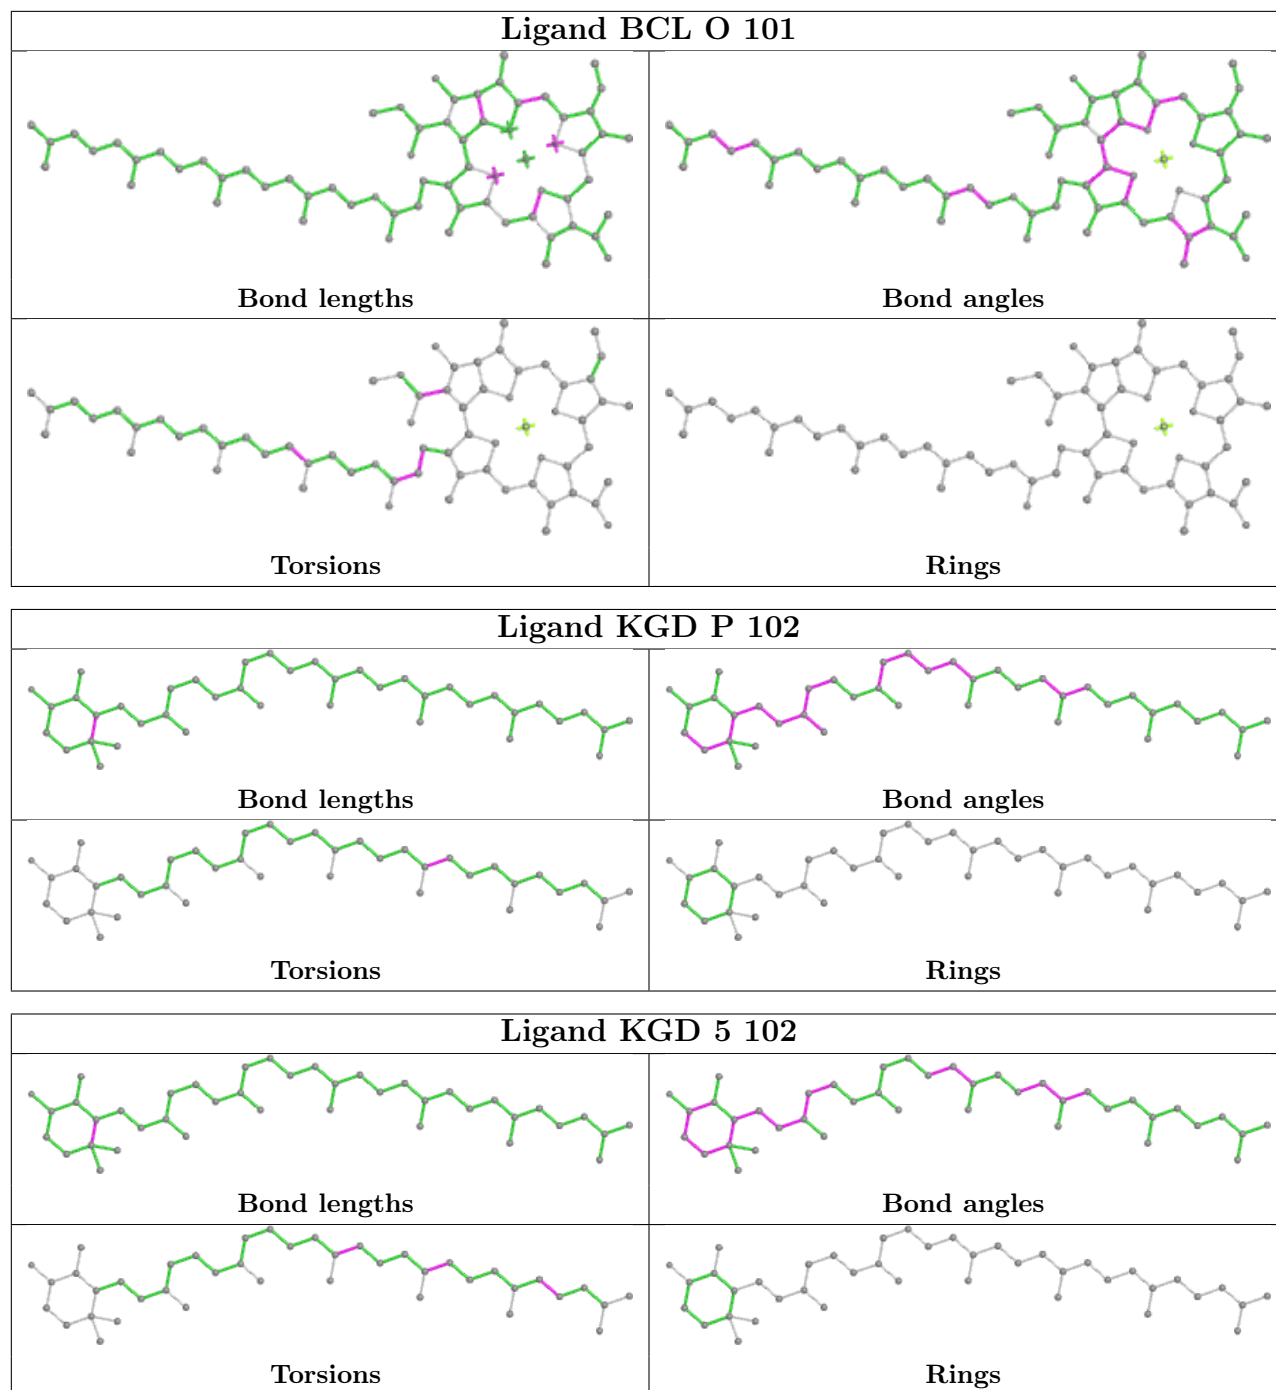 Ligand BCL O 101
Bond lengths
Bond angles
Torsions
Rings
Ligand KGD P 102
Bond lengths
Bond angles
Torsions
Rings
Ligand KGD 5 102
Bond lengths
Bond angles
Torsions
Rings